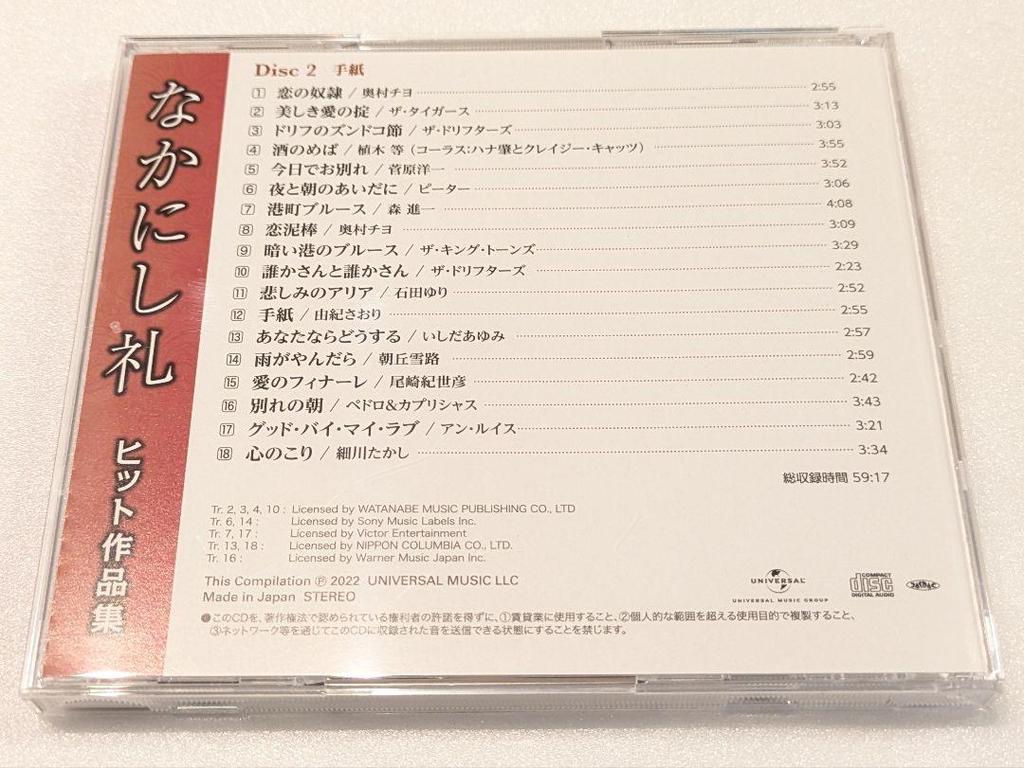 なかにし礼
ヒット作品集
Disc 2 手紙
1 恋の奴隷 / 奥村チヨ 2:55
2 美しき愛の掟 / ザ・タイガース 3:13
3 ドリフのズンドコ節 / ザ・ドリフターズ 3:03
4 酒のめば / 植木 等（コーラス:ハナ肇とクレイジー・キャッツ） 3:55
5 今日でお別れ / 菅原洋一 3:52
6 夜と朝のあいだに / ピーター 3:06
7 港町ブルース / 森 進一 4:08
8 恋泥棒 / 奥村チヨ 3:09
9 暗い港のブルース / ザ・キング・トーンズ 3:29
10 誰かさんと誰かさん / ザ・ドリフターズ 2:23
11 悲しみのアリア / 石田ゆり 2:52
12 手紙 / 由紀さおり 2:55
13 あなたならどうする / いしだあゆみ 2:57
14 雨がやんだら / 朝丘雪路 2:59
15 愛のフィナーレ / 尾崎紀世彦 2:42
16 別れの朝 / ペドロ&カプリシャス 3:43
17 グッド・バイ・マイ・ラブ / アン・ルイス 3:21
18 心のこり / 細川たかし 3:34
総収録時間 59:17
Tr. 2, 3, 4, 10 : Licensed by WATANABE MUSIC PUBLISHING CO., LTD
Tr. 6, 14 : Licensed by Sony Music Labels Inc.
Tr. 7, 17 : Licensed by Victor Entertainment
Tr. 13, 18 : Licensed by NIPPON COLUMBIA CO., LTD.
Tr. 16 : Licensed by Warner Music Japan Inc.
This Compilation ℗ 2022 UNIVERSAL MUSIC LLC
Made in Japan STEREO
UNIVERSAL
UNIVERSAL MUSIC GROUP
COMPACT
disc
DIGITAL AUDIO
●このCDを、著作権法で認められている権利者の許諾を得ずに、①賃貸業に使用すること、②個人的な範囲を超える使用目的で複製すること、
③ネットワーク等を通じてこのCDに収録された音を送信できる状態にすることを禁じます。